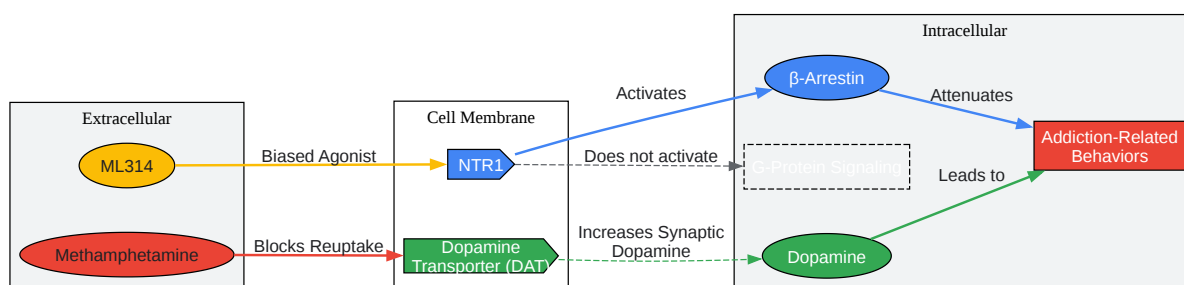 Extracellular
ML314
Methamphetamine
Biased Agonist
Blocks Reuptake
Cell Membrane
NTR1
Dopamine
Transporter (DAT)
Activates
Does not activate
Increases Synaptic
Dopamine
Intracellular
β-Arrestin
G-Protein Signaling
Dopamine
Attenuates
Leads to
Addiction-Related
Behaviors